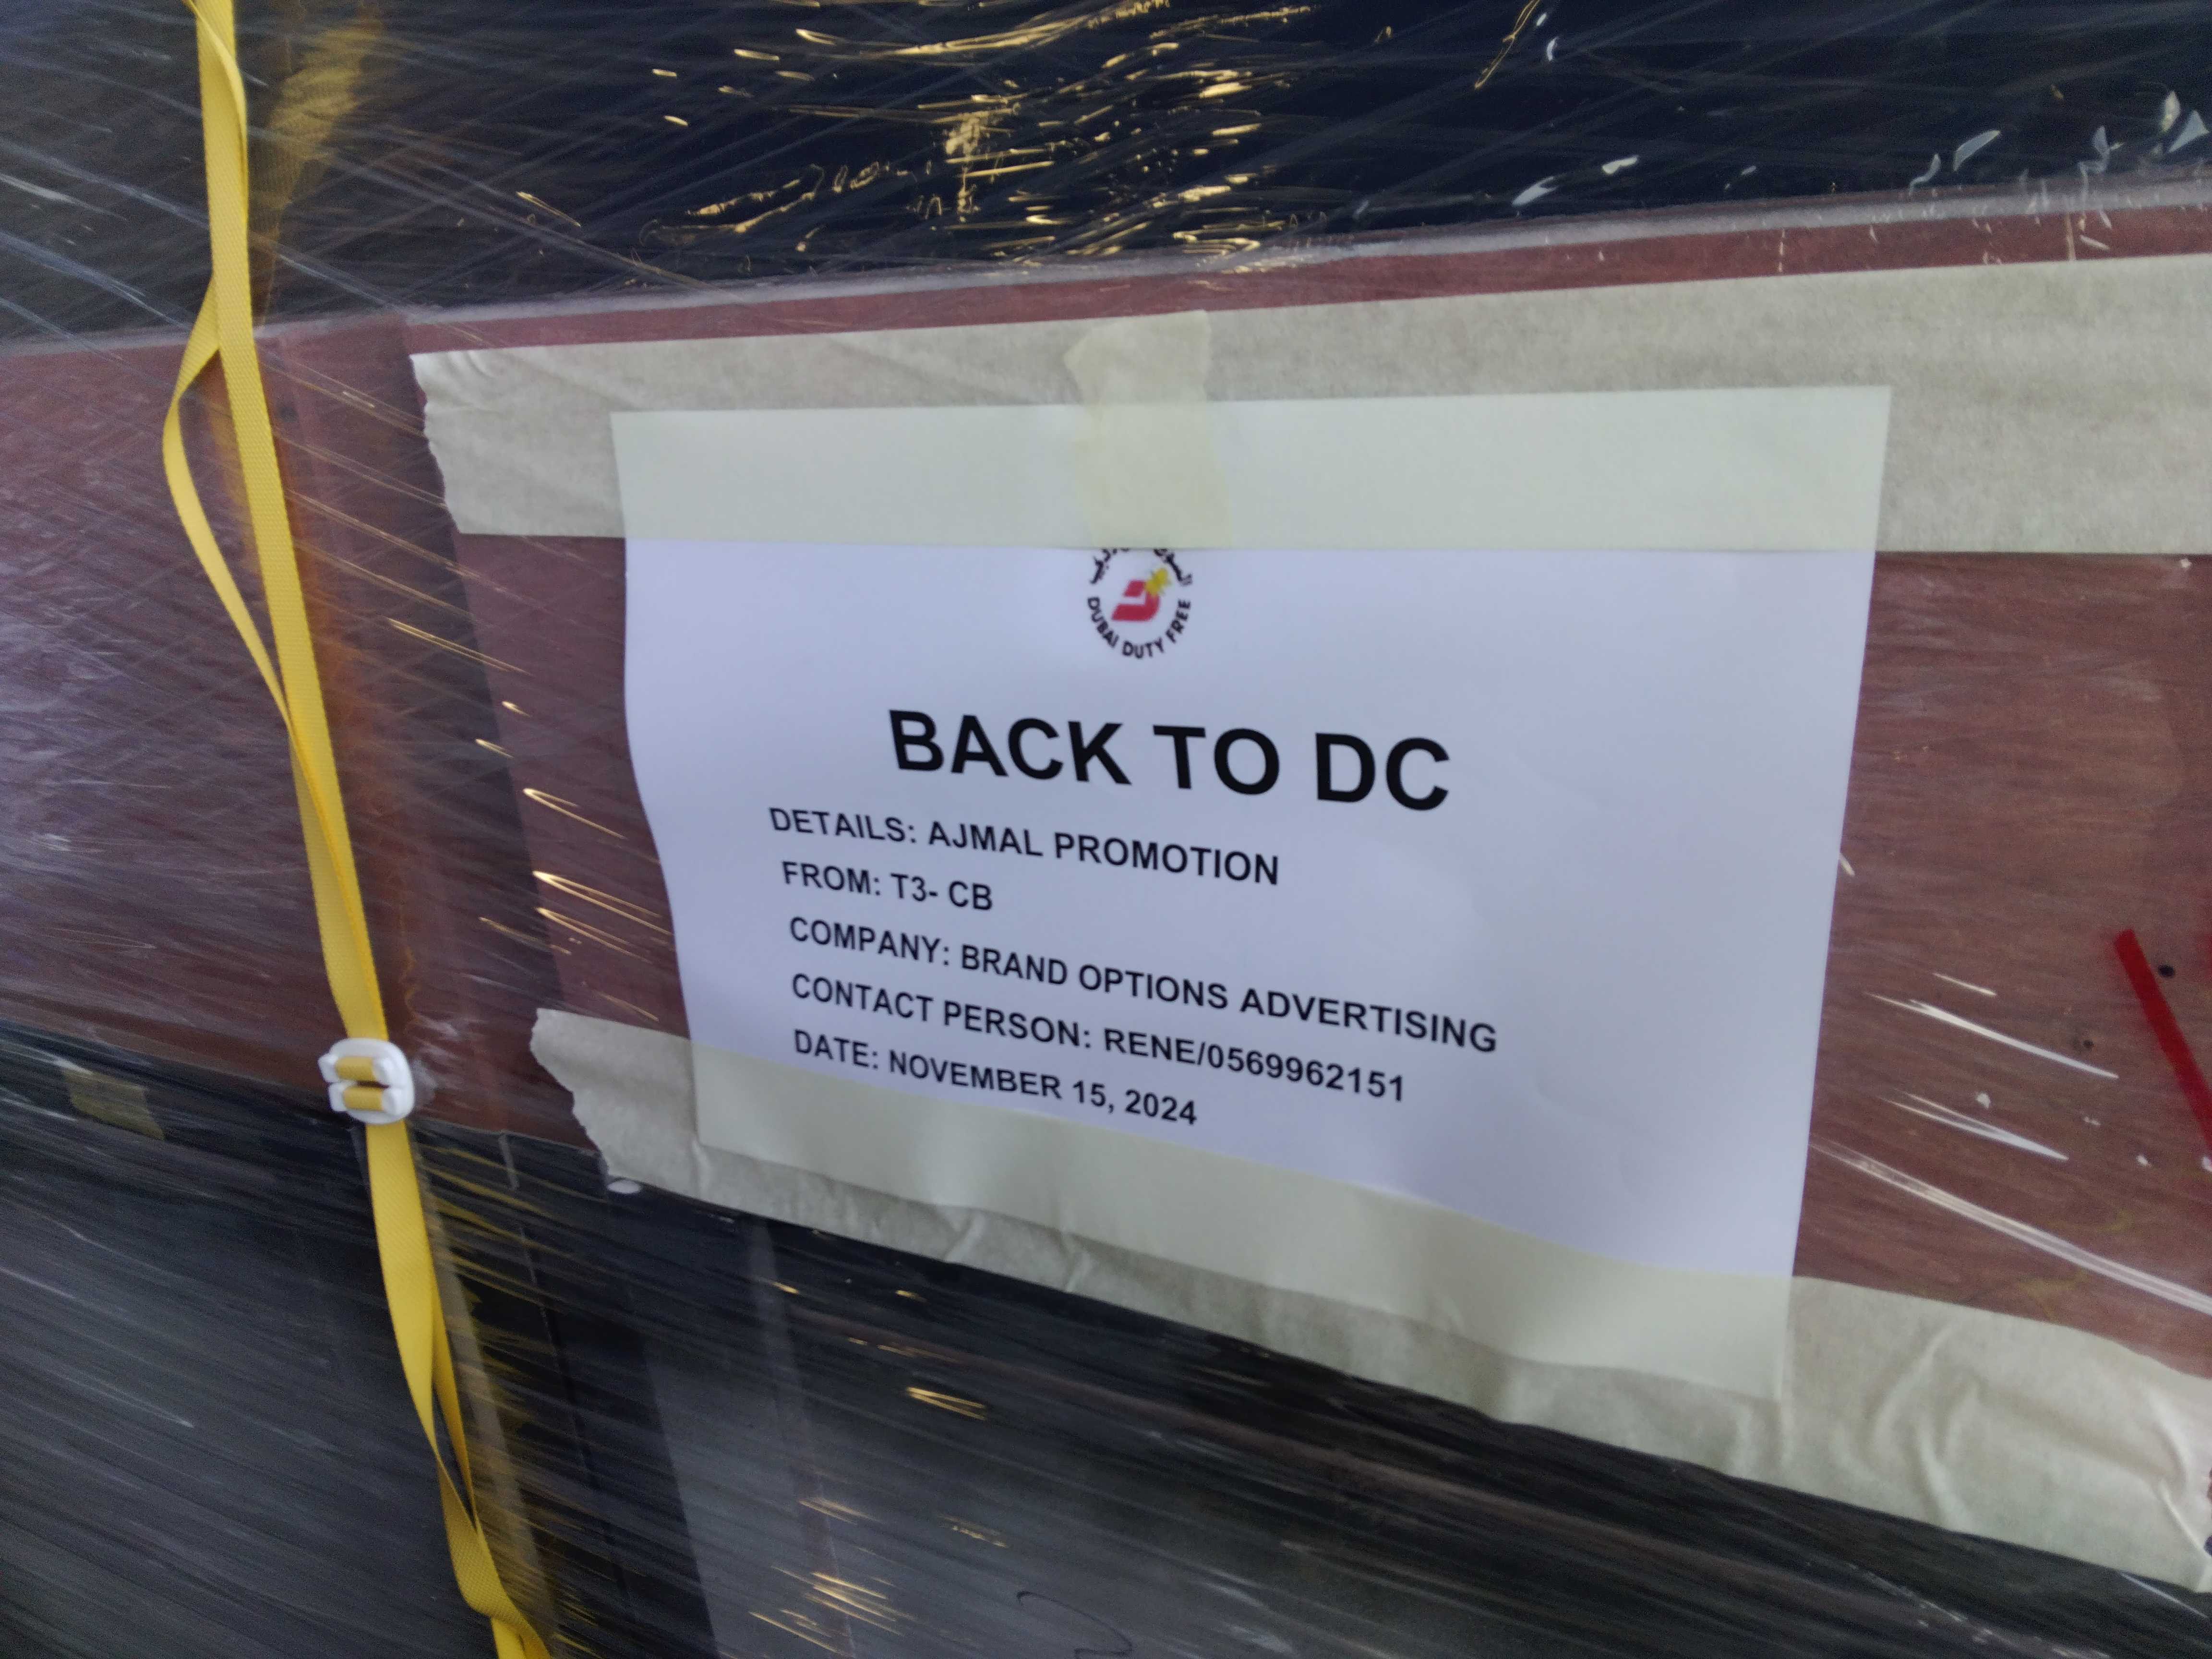 DUBAI DUTY FREE
BACK TO DC
DETAILS: AJMAL PROMOTION
FROM: T3- CB
COMPANY: BRAND OPTIONS ADVERTISING
CONTACT PERSON: RENE/0569962151
DATE: NOVEMBER 15, 2024